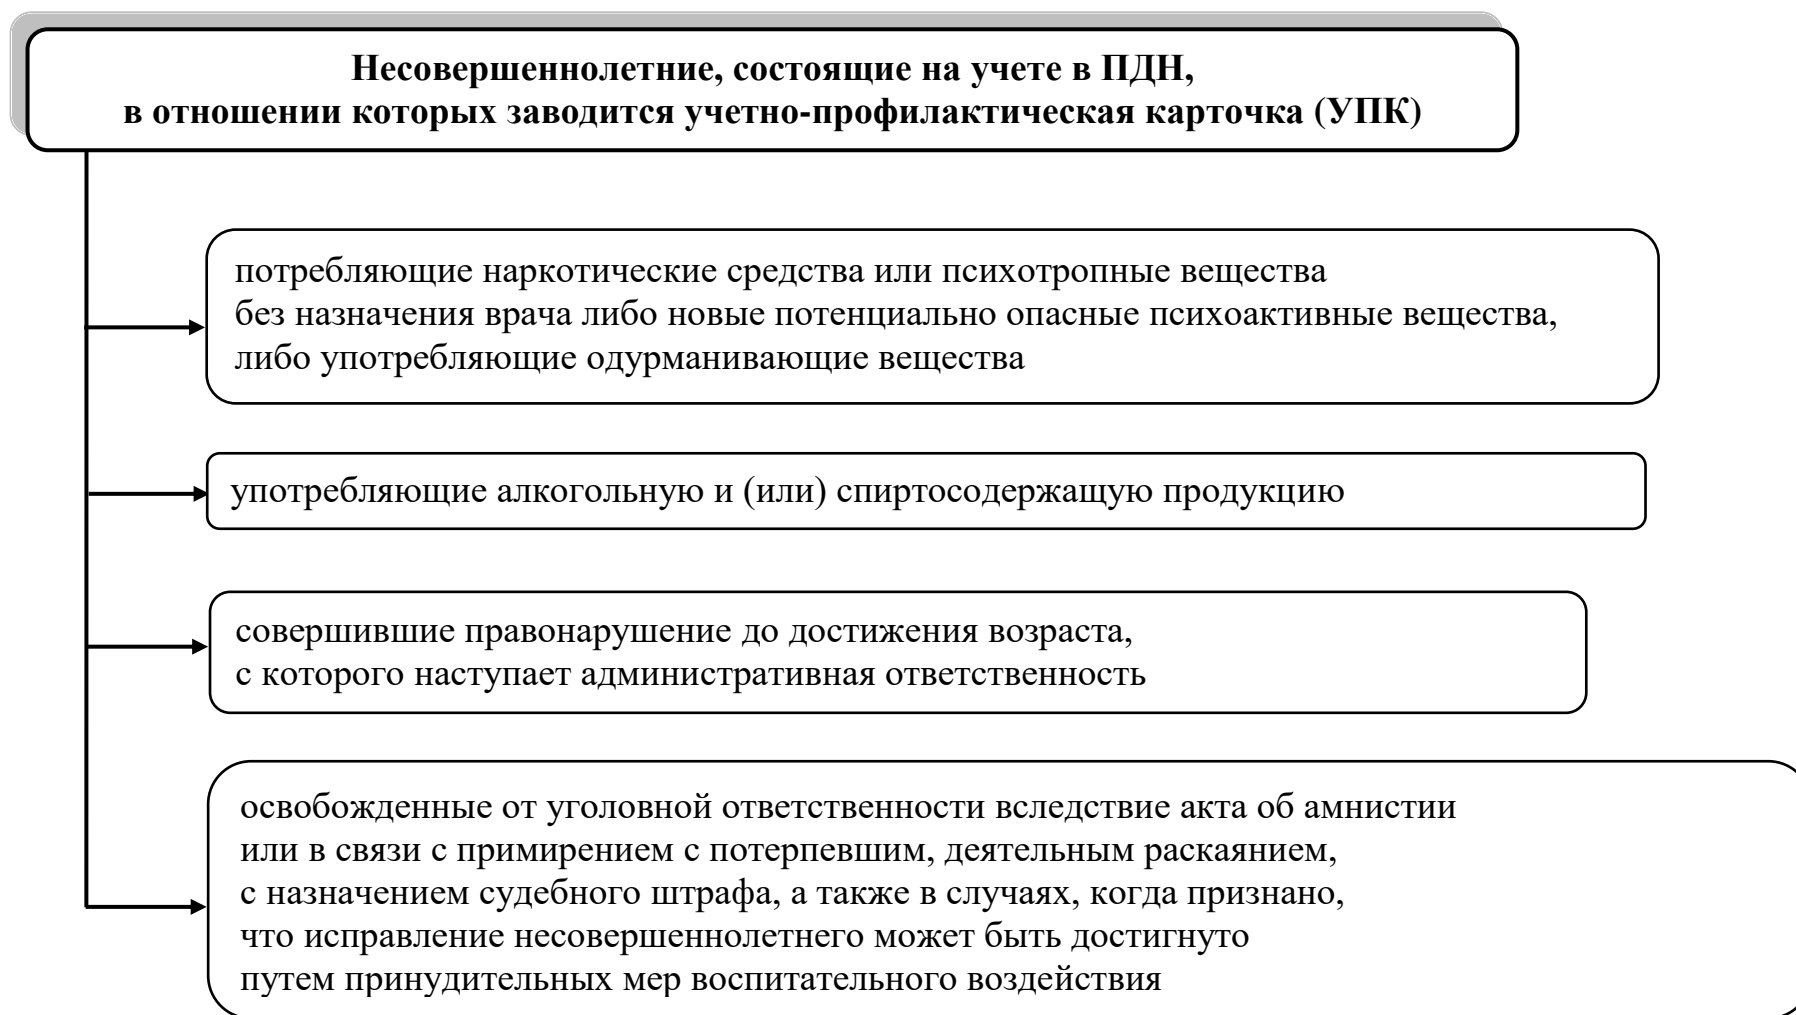 Несовершеннолетние, состоящие на учете в ПДН,
в отношении которых заводится учетно-профилактическая карточка (УПК)
потребляющие наркотические средства или психотропные вещества
без назначения врача либо новые потенциально опасные психоактивные вещества,
либо употребляющие одурманивающие вещества
употребляющие алкогольную и (или) спиртосодержащую продукцию
совершившие правонарушение до достижения возраста,
с которого наступает административная ответственность
освобожденные от уголовной ответственности вследствие акта об амнистии
или в связи с примирением с потерпевшим, деятельным раскаянием,
с назначением судебного штрафа, а также в случаях, когда признано,
что исправление несовершеннолетнего может быть достигнуто
путем принудительных мер воспитательного воздействия